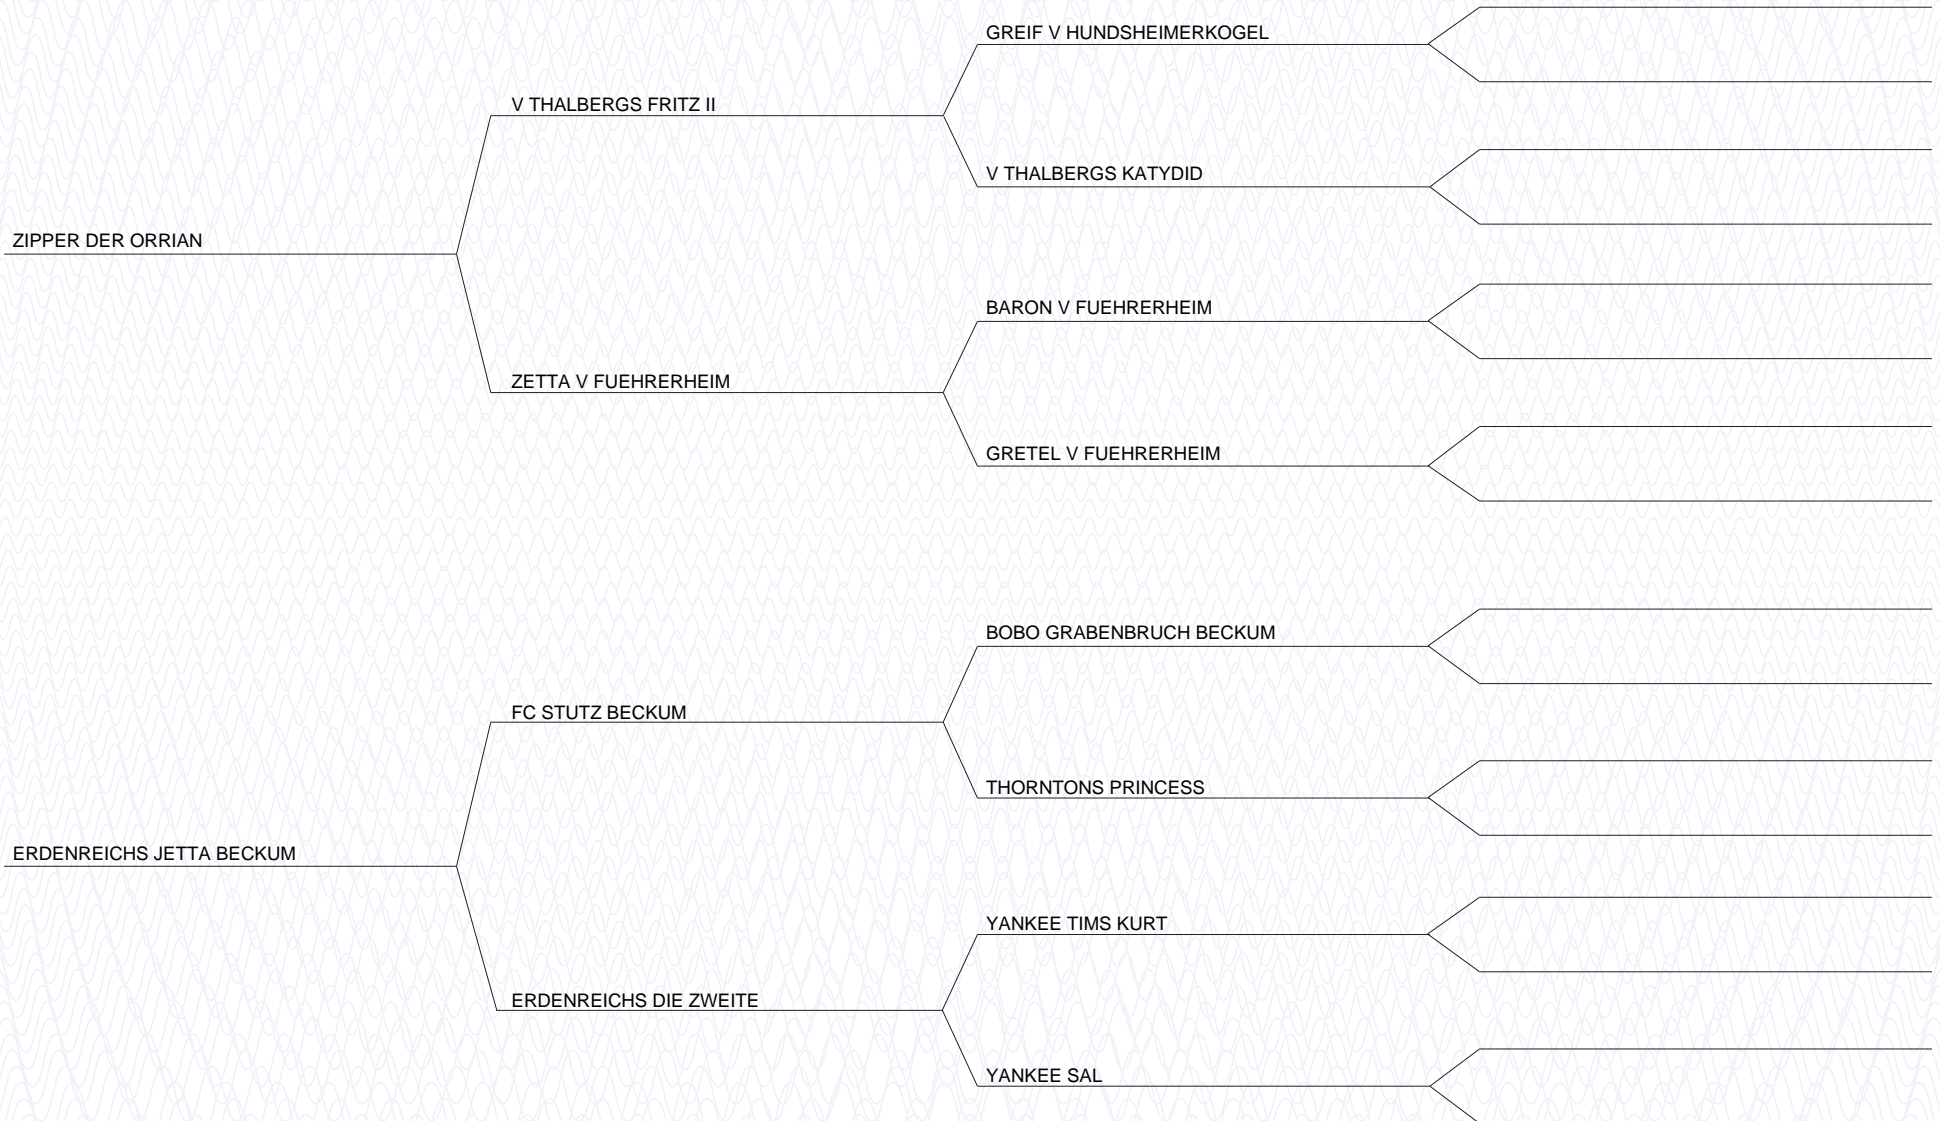 GREIF V HUNDSHEIMERKOGEL
V THALBERGS FRITZ II
V THALBERGS KATYDID
ZIPPER DER ORRIAN
BARON V FUEHRERHEIM
ZETTA V FUEHRERHEIM
GRETEL V FUEHRERHEIM
BOBO GRABENBRUCH BECKUM
FC STUTZ BECKUM
THORNTONS PRINCESS
ERDENREICHS JETTA BECKUM
YANKEE TIMS KURT
ERDENREICHS DIE ZWEITE
YANKEE SAL